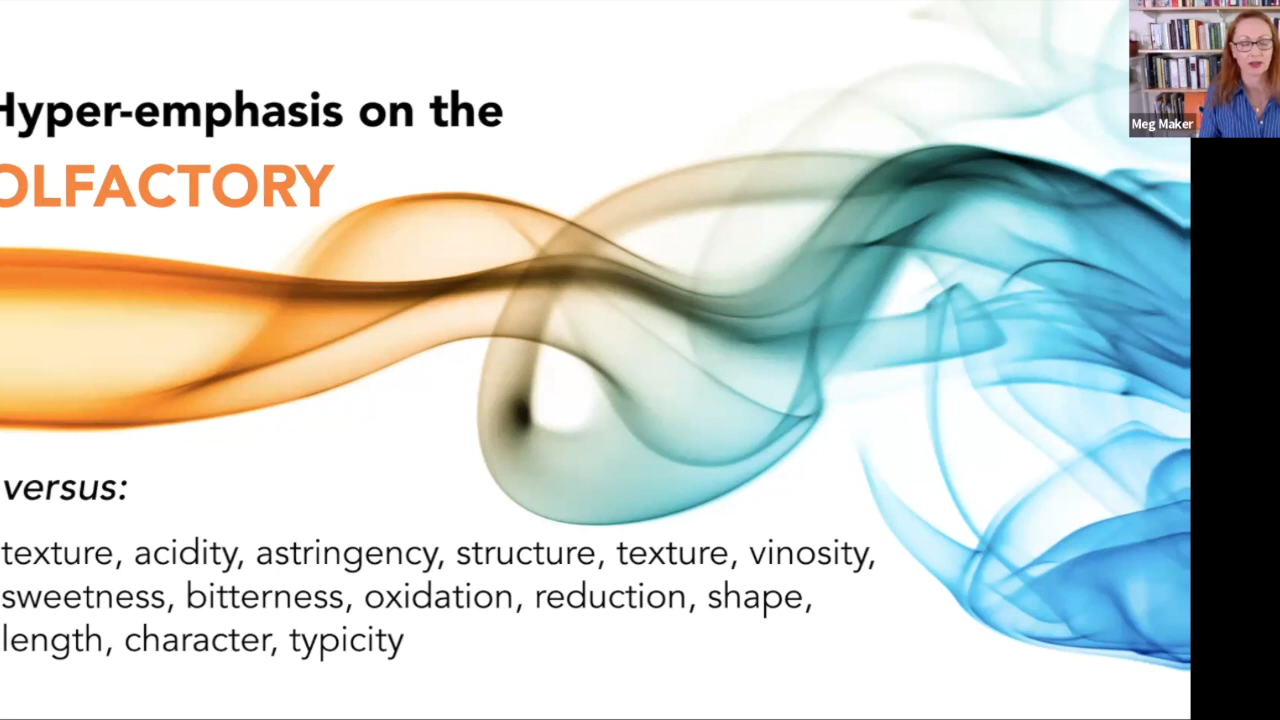 Hyper-emphasis on the
OLFACTORY
versus:
texture, acidity, astringency, structure, texture, vinosity,
sweetness, bitterness, oxidation, reduction, shape,
length, character, typicity
Meg Maker